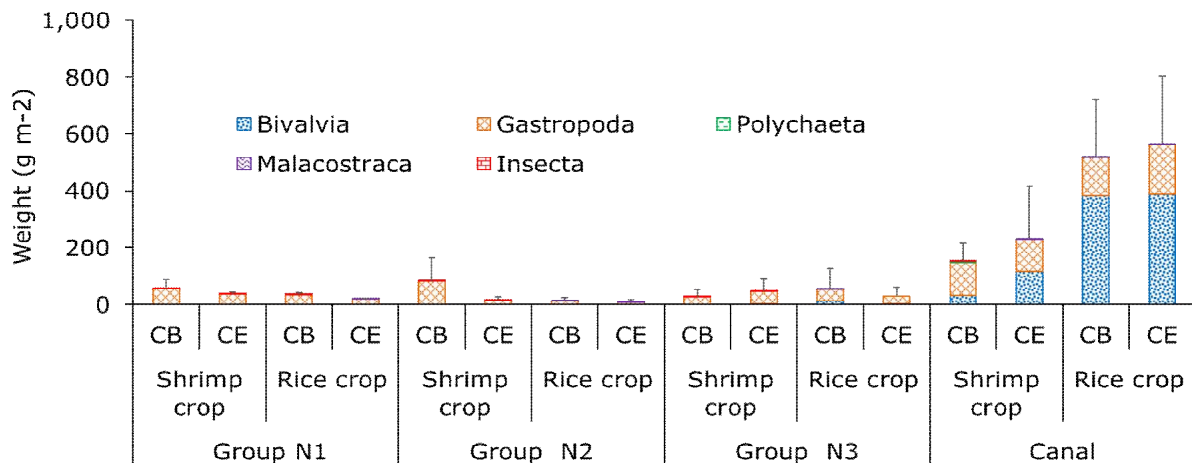 1,000
800
600
400
200
0
Weight (g m-2)
Bivalvia Gastropoda Polychaeta
Malacostraca Insecta
CB CE CB CE CB CE CB CE CB CE CB CE CB CE CB CE
Shrimp crop Rice crop Shrimp crop Rice crop Shrimp crop Rice crop Shrimp crop Rice crop
Group N1 Group N2 Group N3 Canal